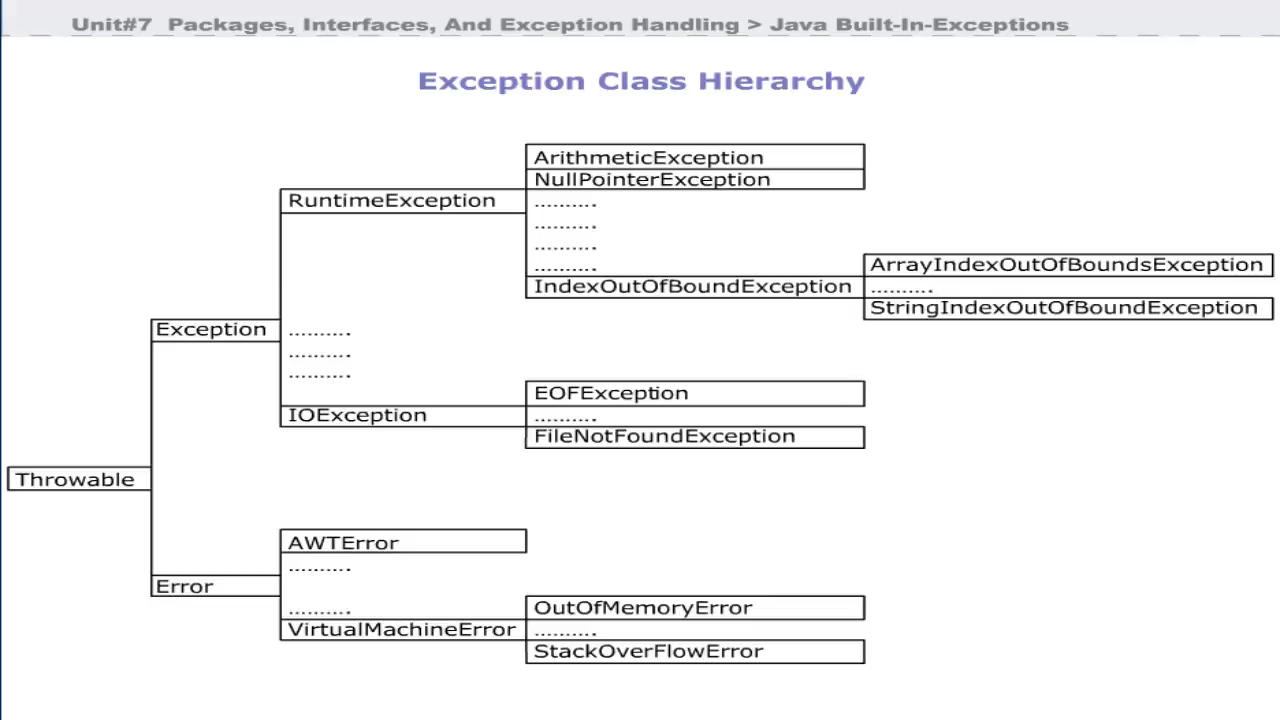 Unit#7 Packages, Interfaces, And Exception Handling > Java Built-In-Exceptions
Exception Class Hierarchy
ArithmeticException
NullPointerException
RuntimeException ..........
..........
..........
.......... ArrayIndexOutOfBoundsException
IndexOutOfBoundException ..........
StringIndexOutOfBoundException
Exception ..........
..........
..........
EOFException
IOException ..........
FileNotFoundException
Throwable
AWTError
..........
Error
.......... OutOfMemoryError
VirtualMachineError ..........
StackOverFlowError